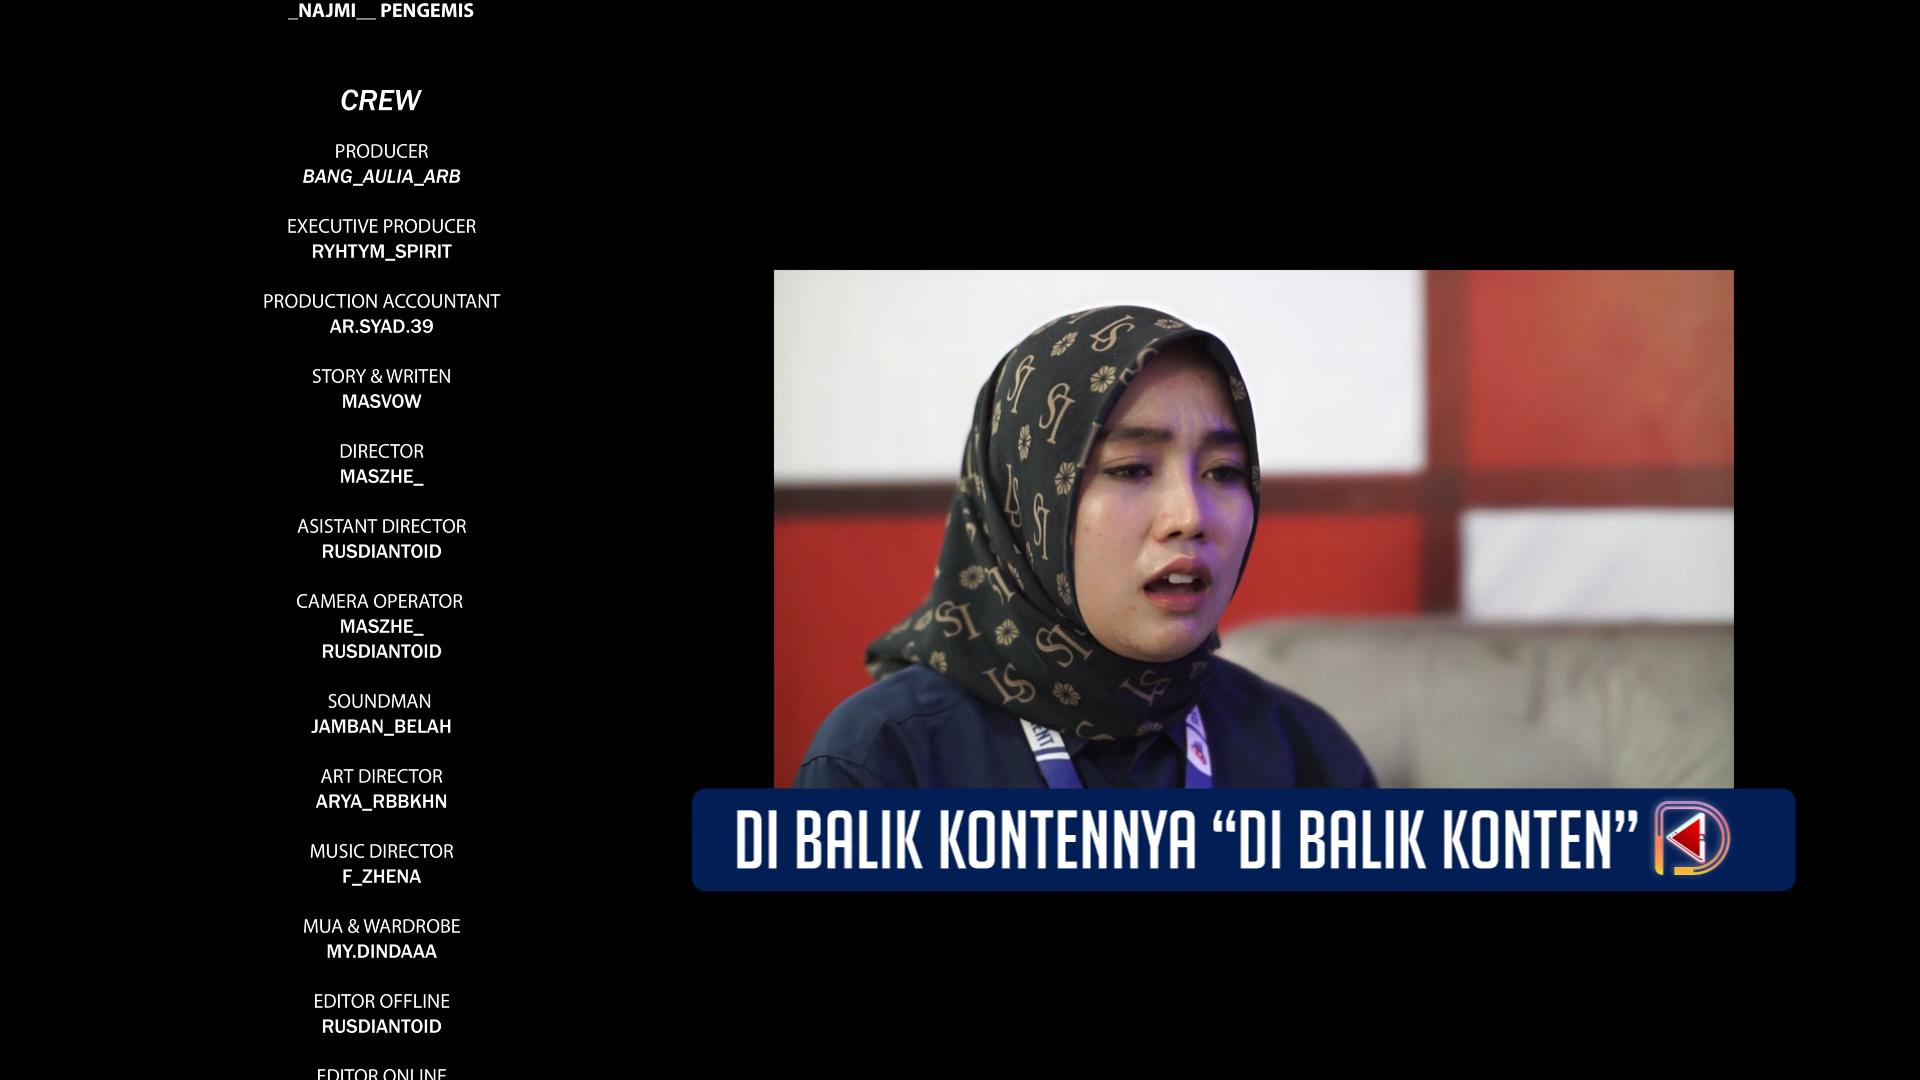 _NAJMI__ PENGEMIS
CREW
PRODUCER
BANG_AULIA_ARB
EXECUTIVE PRODUCER
RYHTYM_SPIRIT
PRODUCTION ACCOUNTANT
AR.SYAD.39
STORY & WRITEN
MASVOW
DIRECTOR
MASZHE_
ASISTANT DIRECTOR
RUSDIANTOID
CAMERA OPERATOR
MASZHE_
RUSDIANTOID
SOUNDMAN
JAMBAN_BELAH
ART DIRECTOR
ARYA_RBBKHN
MUSIC DIRECTOR
F_ZHENA
MUA & WARDROBE
MY.DINDAAA
EDITOR OFFLINE
RUSDIANTOID
EDITOR ONLINE
DI BALIK KONTENNYA “DI BALIK KONTEN”